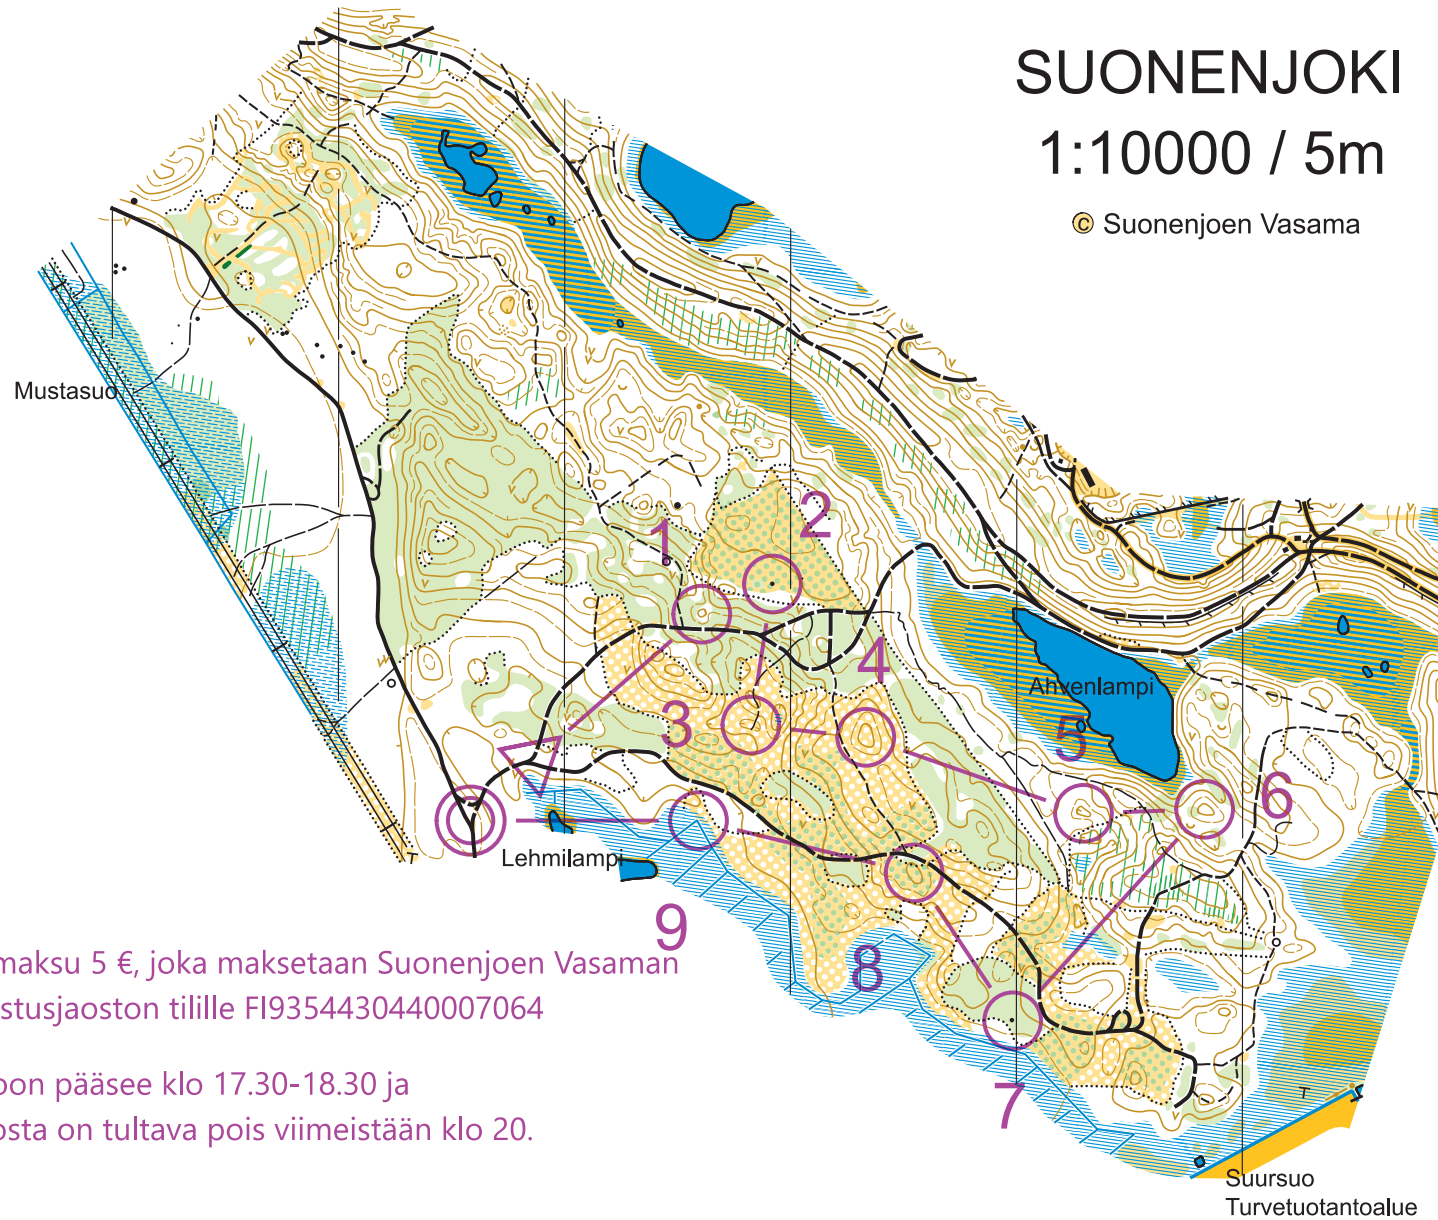 SUONENJOKI
1:10000 / 5m
© Suonenjoen Vasama
Mustasuo
1
2
3
4
Ahvenlampi
5
6
Lehmilampi
9
8
7
maksu 5 €, joka maksetaan Suonenjoen Vasaman
stusjaoston tilille FI9354430440007064
oon pääsee klo 17.30-18.30 ja
osta on tultava pois viimeistään klo 20.
Suursuo
Turvetuotantoalue